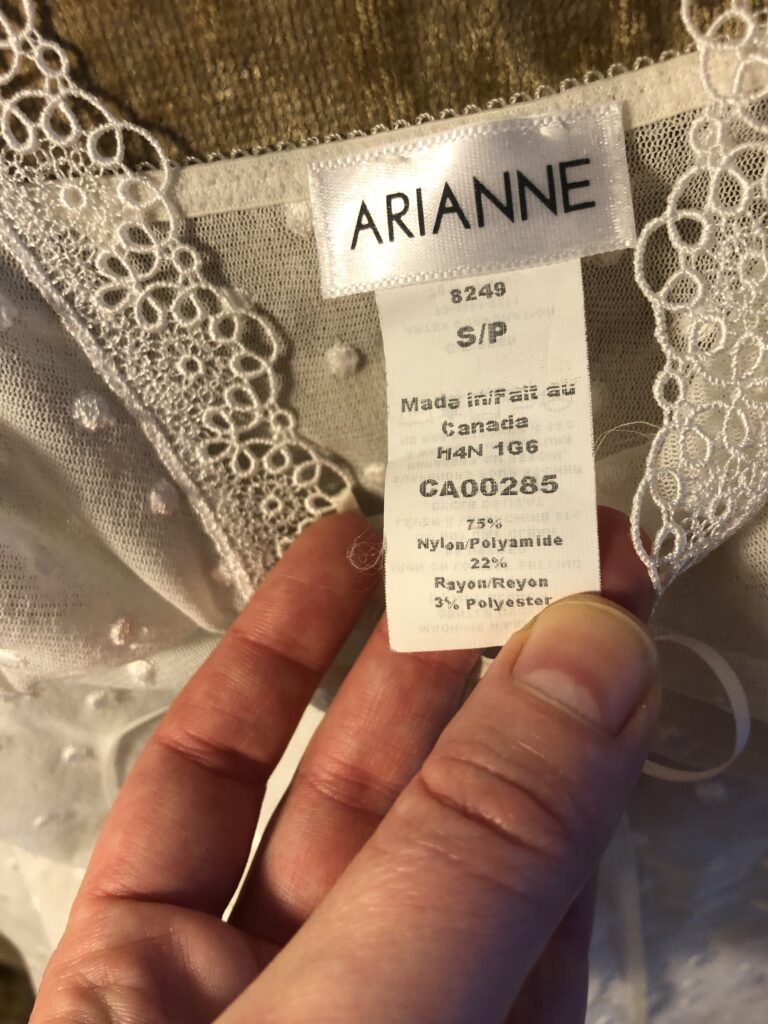 ARIANNE
8249
S/P
Made in/Fait au
Canada
H4N 1G6
CA00285
75%
Nylon/Polyamide
22%
Rayon/Reyon
3% Polyester